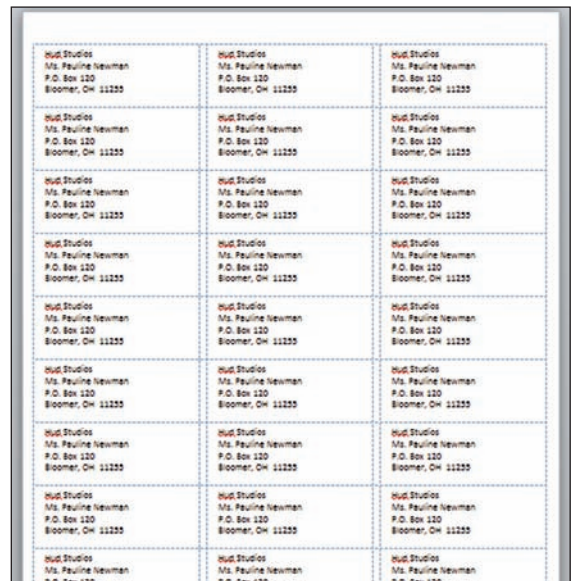 Hud Studios
Ms. Pauline Newman
P.O. Box 120
Bloomer, OH 11255
Hud Studios
Ms. Pauline Newman
P.O. Box 120
Bloomer, OH 11255
Hud Studios
Ms. Pauline Newman
P.O. Box 120
Bloomer, OH 11255
Hud Studios
Ms. Pauline Newman
P.O. Box 120
Bloomer, OH 11255
Hud Studios
Ms. Pauline Newman
P.O. Box 120
Bloomer, OH 11255
Hud Studios
Ms. Pauline Newman
P.O. Box 120
Bloomer, OH 11255
Hud Studios
Ms. Pauline Newman
P.O. Box 120
Bloomer, OH 11255
Hud Studios
Ms. Pauline Newman
P.O. Box 120
Bloomer, OH 11255
Hud Studios
Ms. Pauline Newman
P.O. Box 120
Bloomer, OH 11255
Hud Studios
Ms. Pauline Newman
P.O. Box 120
Bloomer, OH 11255
Hud Studios
Ms. Pauline Newman
P.O. Box 120
Bloomer, OH 11255
Hud Studios
Ms. Pauline Newman
P.O. Box 120
Bloomer, OH 11255
Hud Studios
Ms. Pauline Newman
P.O. Box 120
Bloomer, OH 11255
Hud Studios
Ms. Pauline Newman
P.O. Box 120
Bloomer, OH 11255
Hud Studios
Ms. Pauline Newman
P.O. Box 120
Bloomer, OH 11255
Hud Studios
Ms. Pauline Newman
P.O. Box 120
Bloomer, OH 11255
Hud Studios
Ms. Pauline Newman
P.O. Box 120
Bloomer, OH 11255
Hud Studios
Ms. Pauline Newman
P.O. Box 120
Bloomer, OH 11255
Hud Studios
Ms. Pauline Newman
P.O. Box 120
Bloomer, OH 11255
Hud Studios
Ms. Pauline Newman
P.O. Box 120
Bloomer, OH 11255
Hud Studios
Ms. Pauline Newman
P.O. Box 120
Bloomer, OH 11255
Hud Studios
Ms. Pauline Newman
P.O. Box 120
Bloomer, OH 11255
Hud Studios
Ms. Pauline Newman
P.O. Box 120
Bloomer, OH 11255
Hud Studios
Ms. Pauline Newman
P.O. Box 120
Bloomer, OH 11255
Hud Studios
Ms. Pauline Newman
P.O. Box 120
Hud Studios
Ms. Pauline Newman
P.O. Box 120
Hud Studios
Ms. Pauline Newman
P.O. Box 120